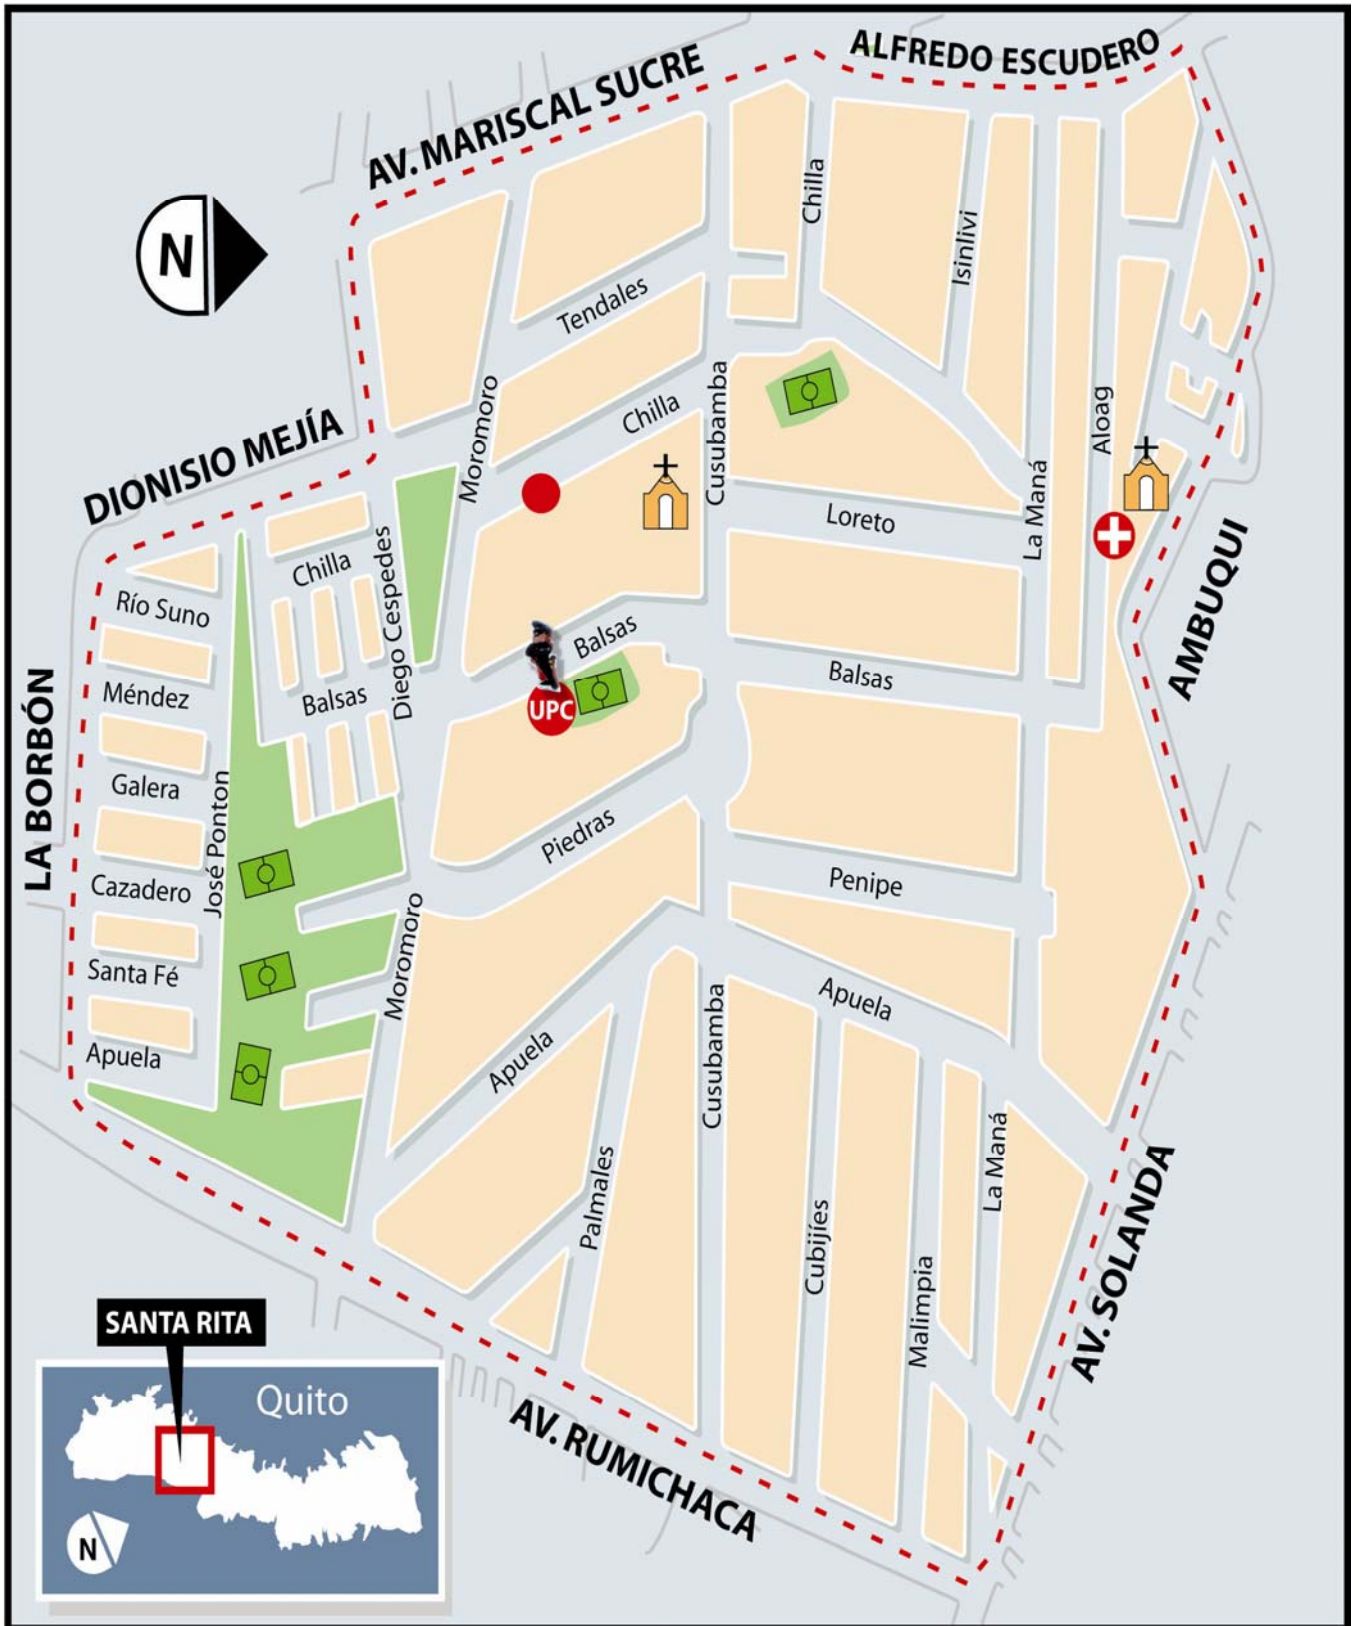 ALFREDO ESCUDERO
AV. MARISCAL SUCRE
N
Chilla
Isinlivi
Tendales
Moromoro
Chilla
Cusubamba
Aloag
DIONISIO MEJÍA
La Maná
Loreto
Chilla
Diego Cespedes
Río Suno
AMBUQUI
Balsas
Balsas
Méndez
Balsas
UPC
LA BORBÓN
Galera
José Ponton
Piedras
Cazadero
Penipe
Moromoro
Santa Fé
Apuela
Cusubamba
Apuela
Apuela
La Maná
Palmales
Cubijíes
Malimpia
AV. SOLANDA
SANTA RITA
Quito
AV. RUMICHACA
N